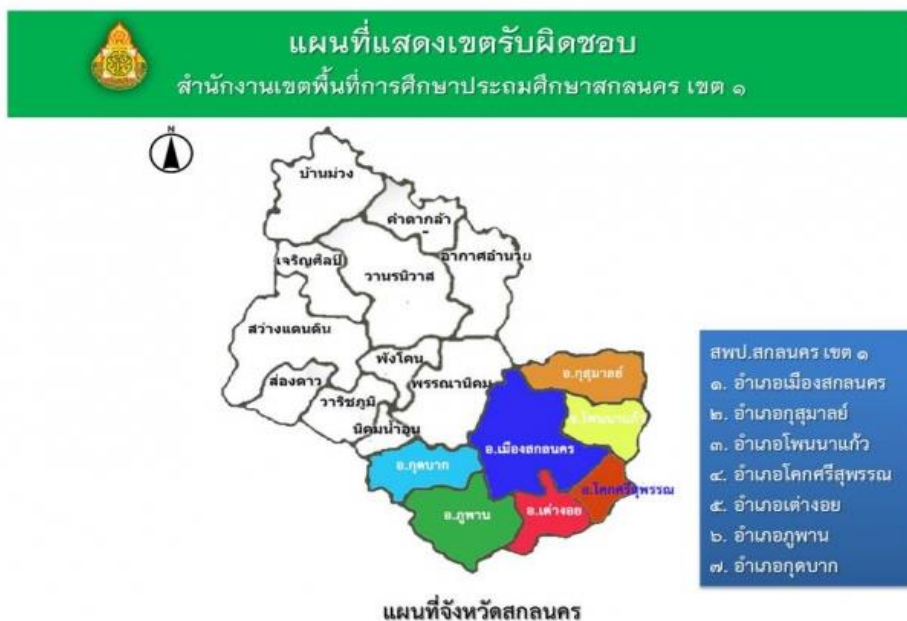 แผนที่แสดงเขตรับผิดชอบ
สำนักงานเขตพื้นที่การศึกษาประถมศึกษาสกลนคร เขต ๑
N
บ้านม่วง
คำตากล้า
เจริญศิลป์
วานรนิวาส
อากาศอำนวย
สว่างแดนดิน
พังโคน
ส่องดาว
พรรณานิคม
วาริชภูมิ
นิคมน้ำอูน
อ.กุสุมาลย์
อ.โพนนาแก้ว
อ.เมืองสกลนคร
อ.กุดบาก
อ.โคกศรีสุพรรณ
อ.ภูพาน
อ.เต่างอย
สพป.สกลนคร เขต ๑
๑. อำเภอเมืองสกลนคร
๒. อำเภอกุสุมาลย์
๓. อำเภอโพนนาแก้ว
๔. อำเภอโคกศรีสุพรรณ
๕. อำเภอเต่างอย
๖. อำเภอภูพาน
๗. อำเภอกุดบาก
แผนที่จังหวัดสกลนคร